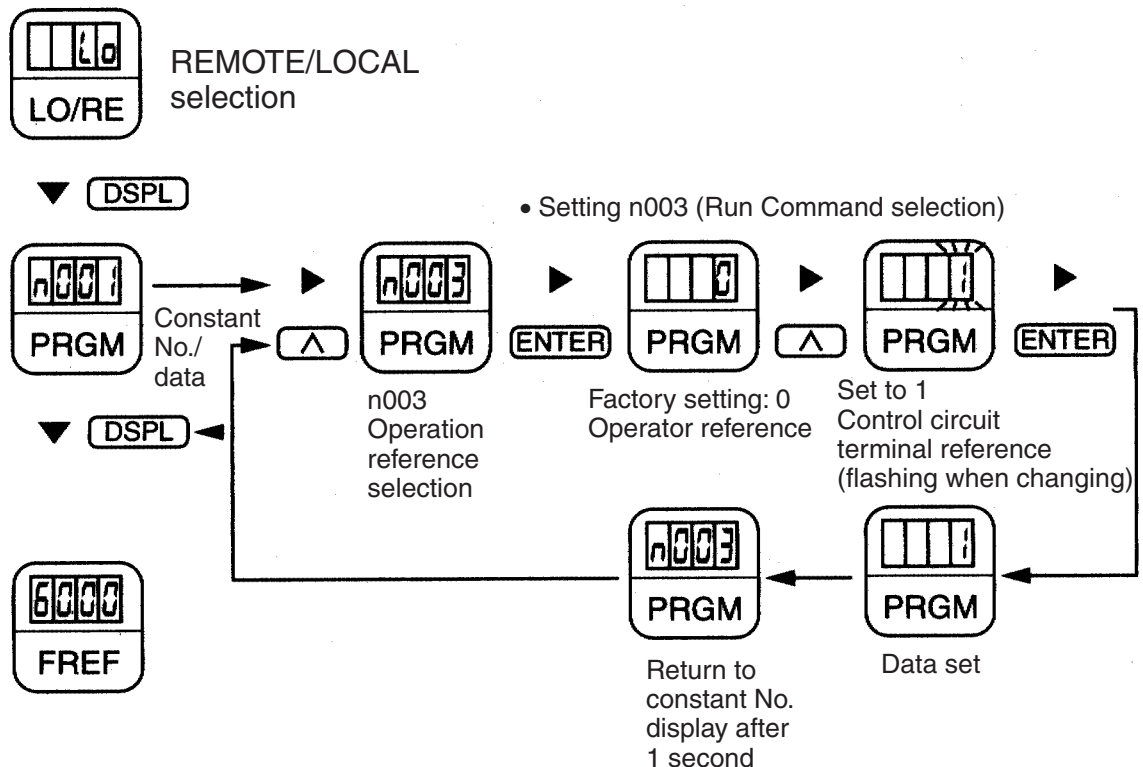 Lo
LO/RE
REMOTE/LOCAL
selection
DSPL
• Setting n003 (Run Command selection)
n001
PRGM
Constant
No./
data
∧
n003
PRGM
n003
Operation
reference
selection
ENTER
0
PRGM
Factory setting: 0
Operator reference
∧
1
PRGM
Set to 1
Control circuit
terminal reference
(flashing when changing)
ENTER
DSPL
1
PRGM
Data set
n003
PRGM
Return to
constant No.
display after
1 second
60.00
FREF